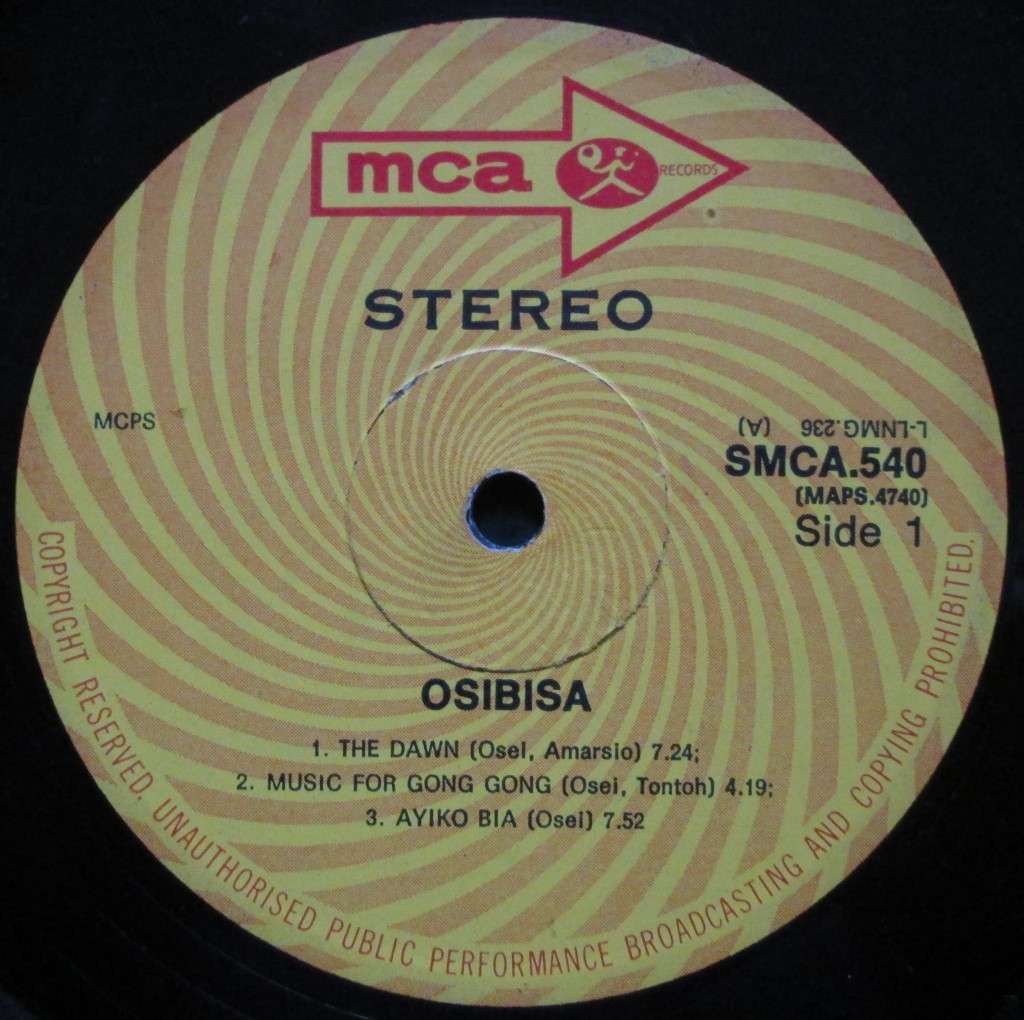 mca
RECORDS
STEREO
MCPS
L-LNMG.236 (A)
SMCA.540
(MAPS.4740)
Side 1
OSIBISA
1. THE DAWN (Osei, Amarsio) 7.24;
2. MUSIC FOR GONG GONG (Osei, Tontoh) 4.19;
3. AYIKO BIA (Osei) 7.52
COPYRIGHT RESERVED. UNAUTHORISED PUBLIC PERFORMANCE BROADCASTING AND COPYING PROHIBITED.